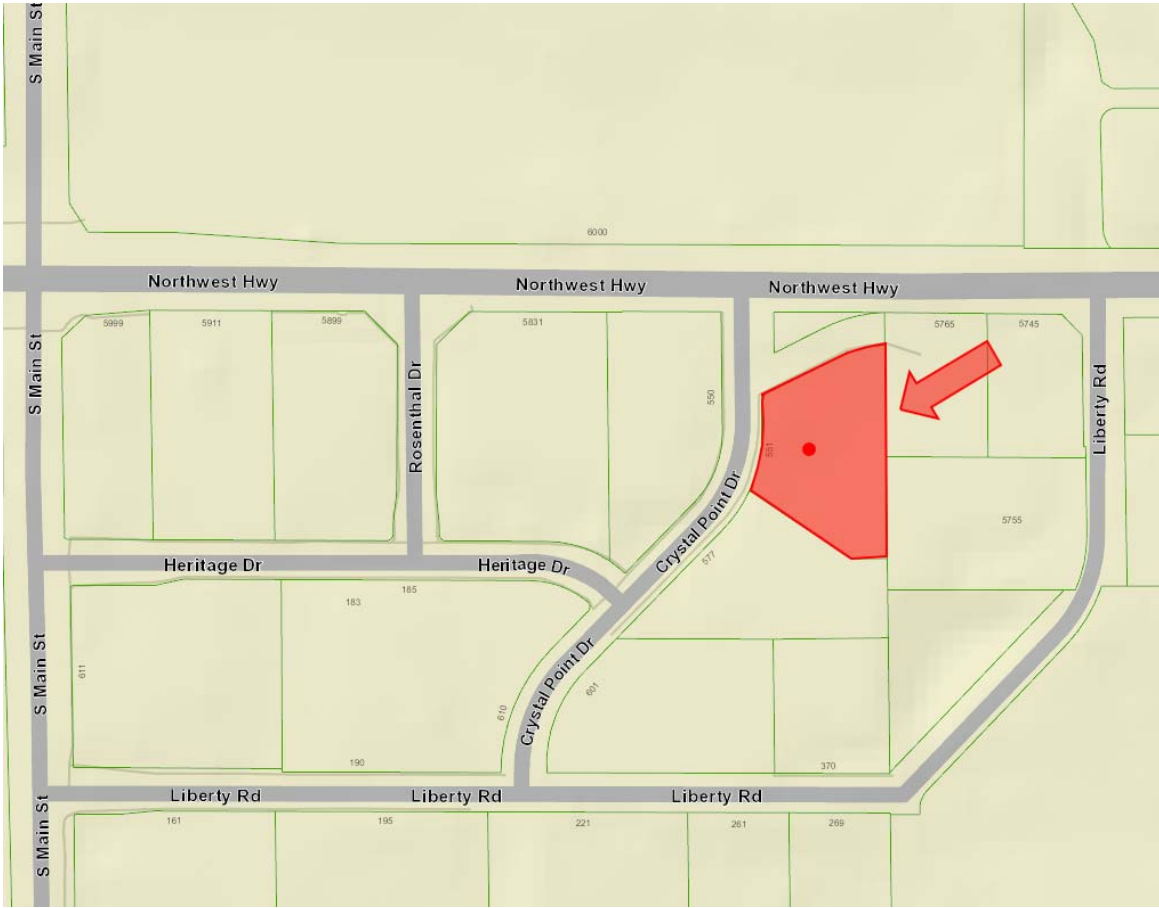 S Main St
6000
Northwest Hwy
Northwest Hwy
Northwest Hwy
5999
5911
5899
5831
5765
5745
S Main St
Rosenthal Dr
550
551
Liberty Rd
5755
Crystal Point Dr
577
Heritage Dr
Heritage Dr
185
183
611
S Main St
610
Crystal Point Dr
601
190
370
Liberty Rd
Liberty Rd
Liberty Rd
S Main St
161
195
221
261
269